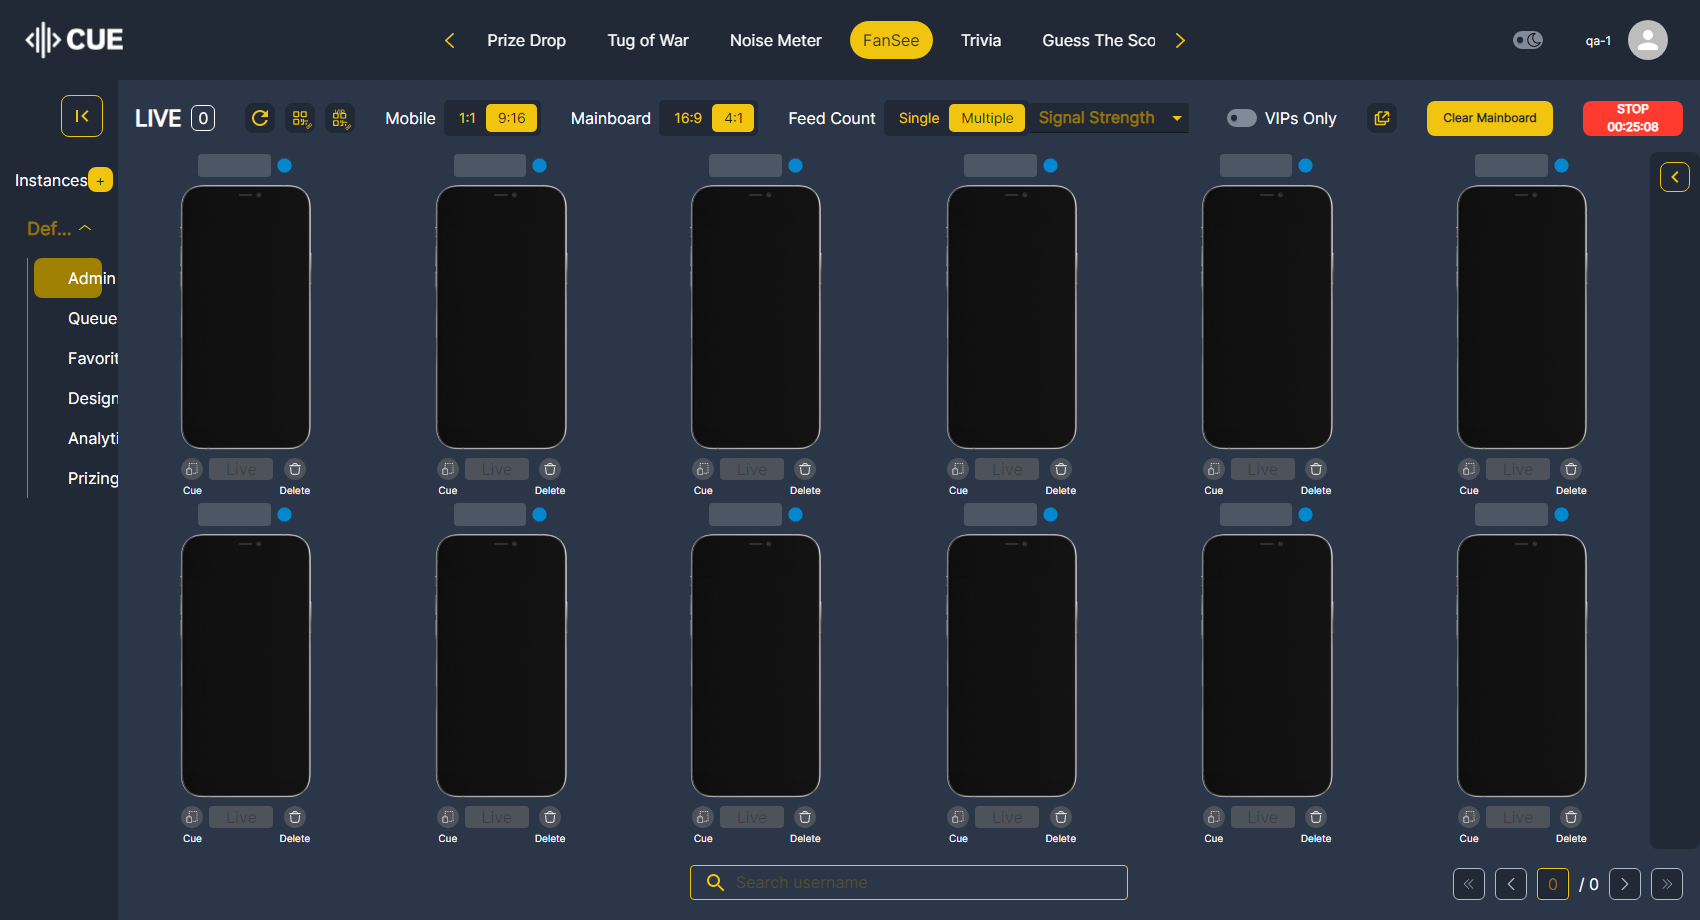 CUE
Prize Drop Tug of War Noise Meter FanSee Trivia Guess The Sco
qa-1
LIVE 0 Mobile 1:1 9:16 Mainboard 16:9 4:1 Feed Count Single Multiple Signal Strength VIPs Only Clear Mainboard STOP
00:25:08
Instances +
Def...
Admin
Queue
Favorit
Design
Analyti
Prizing
Live Live Live Live Live Live
Cue Delete Cue Delete Cue Delete Cue Delete Cue Delete Cue Delete
Live Live Live Live Live Live
Cue Delete Cue Delete Cue Delete Cue Delete Cue Delete Cue Delete
Search username
0 / 0